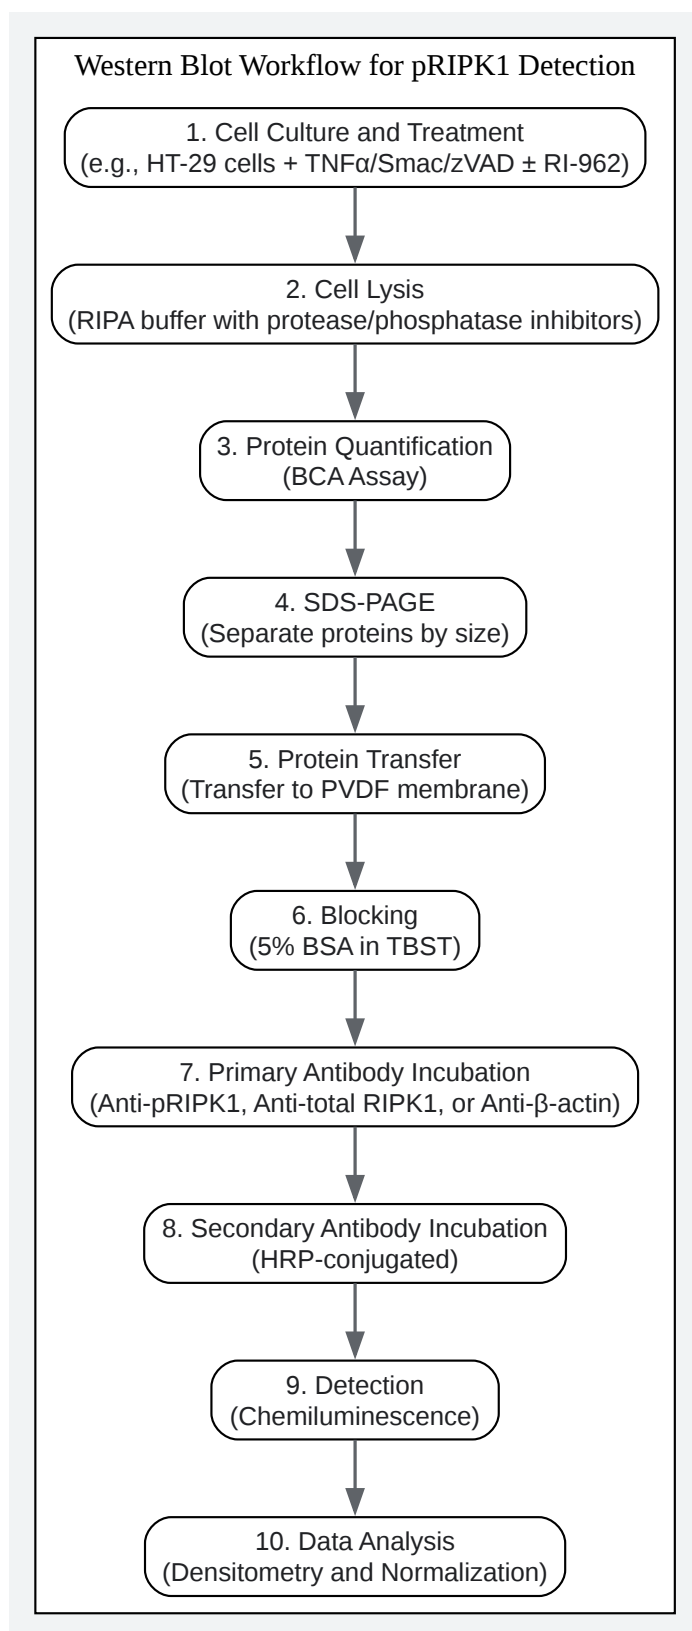 Western Blot Workflow for pRIPK1 Detection
1. Cell Culture and Treatment
(e.g., HT-29 cells + TNFα/Smac/zVAD ± RI-962)
2. Cell Lysis
(RIPA buffer with protease/phosphatase inhibitors)
3. Protein Quantification
(BCA Assay)
4. SDS-PAGE
(Separate proteins by size)
5. Protein Transfer
(Transfer to PVDF membrane)
6. Blocking
(5% BSA in TBST)
7. Primary Antibody Incubation
(Anti-pRIPK1, Anti-total RIPK1, or Anti-β-actin)
8. Secondary Antibody Incubation
(HRP-conjugated)
9. Detection
(Chemiluminescence)
10. Data Analysis
(Densitometry and Normalization)